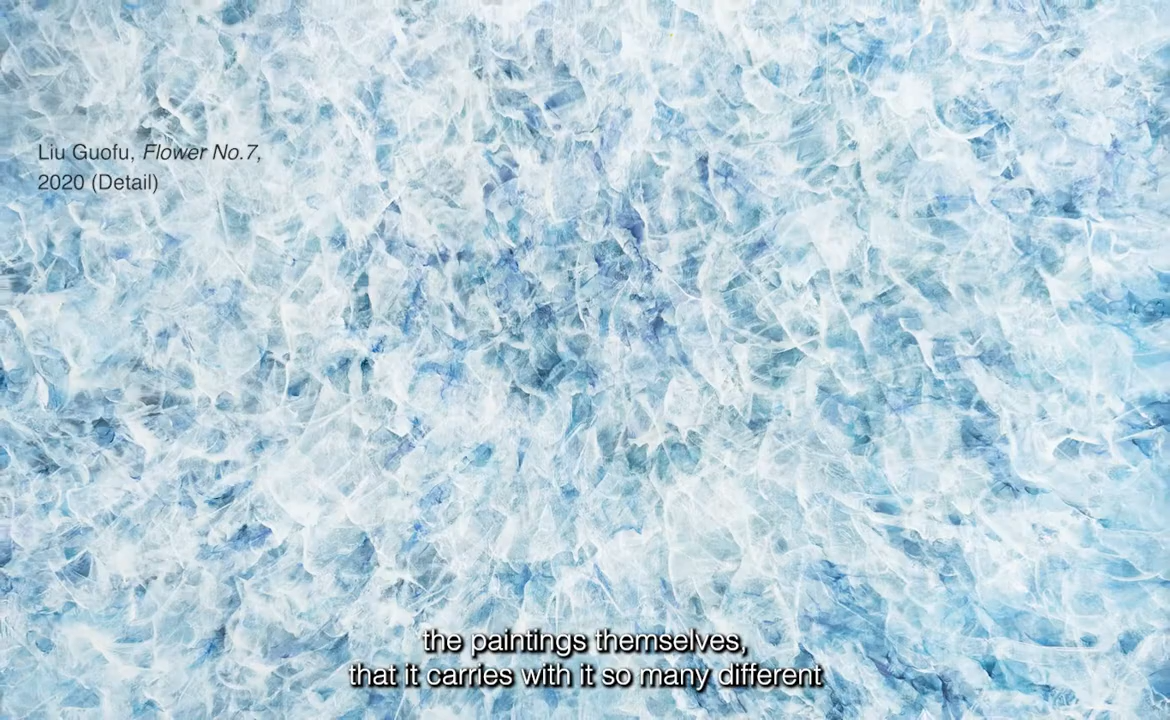 Liu Guofu, Flower No.7,
2020 (Detail)
the paintings themselves,
that it carries with it so many different